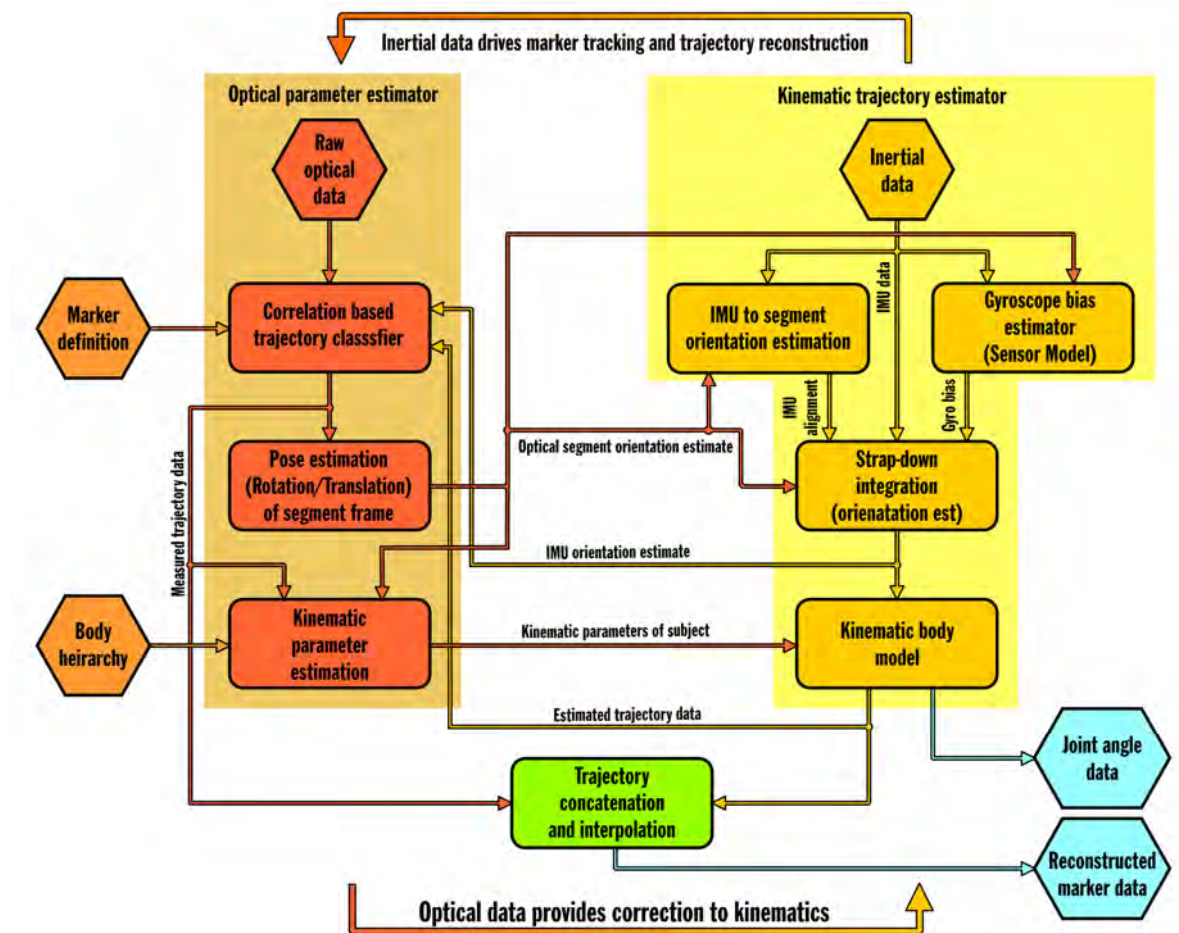 Inertial data drives marker tracking and trajectory reconstruction
Optical parameter estimator
Kinematic trajectory estimator
Raw
optical
data
Inertial
data
Marker
definition
Correlation based
trajectory classsfier
IMU data
IMU to segment
orientation estimation
Gyroscope bias
estimator
(Sensor Model)
IMU
alignment
Gyro bias
Measured trajectory data
Pose estimation
(Rotation/Translation)
of segment frame
Optical segment orientation estimate
Strap-down
integration
(orienatation est)
IMU orientation estimate
Body
heirarchy
Kinematic
parameter
estimation
Kinematic parameters of subject
Kinematic body
model
Estimated trajectory data
Trajectory
concatenation
and interpolation
Joint angle
data
Reconstructed
marker data
Optical data provides correction to kinematics